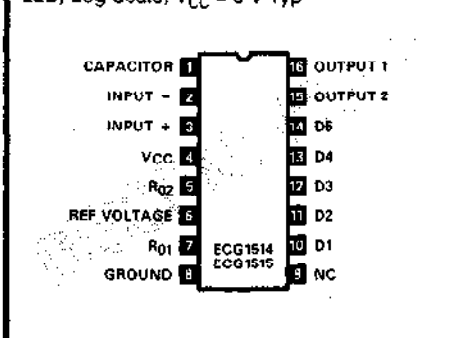 LED, Log Scale, VCC = 6 V Typ
CAPACITOR 1
INPUT - 2
INPUT + 3
VCC 4
R02 5
REF VOLTAGE 6
R01 7
GROUND 8
ECG1514
ECG1515
16 OUTPUT 1
15 OUTPUT 2
14 D5
13 D4
12 D3
11 D2
10 D1
9 NC